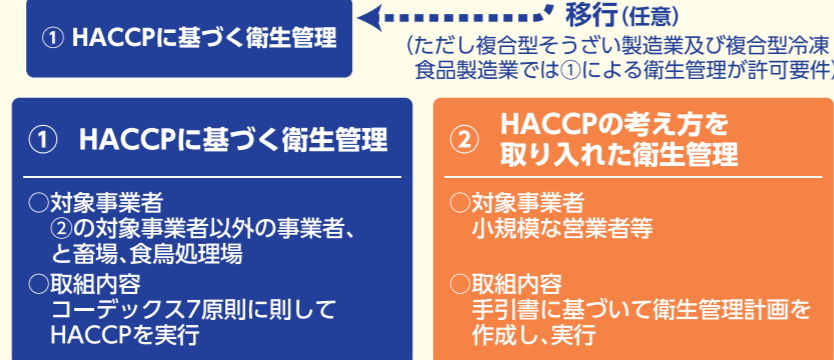 ① HACCPに基づく衛生管理
移行(任意)
(ただし複合型そうざい製造業及び複合型冷凍
食品製造業では①による衛生管理が許可要件)
① HACCPに基づく衛生管理
○対象事業者
②の対象事業者以外の事業者、
と畜場、食鳥処理場
○取組内容
コーデックス7原則に則して
HACCPを実行
② HACCPの考え方を
取り入れた衛生管理
○対象事業者
小規模な営業者等
○取組内容
手引書に基づいて衛生管理計画を
作成し、実行